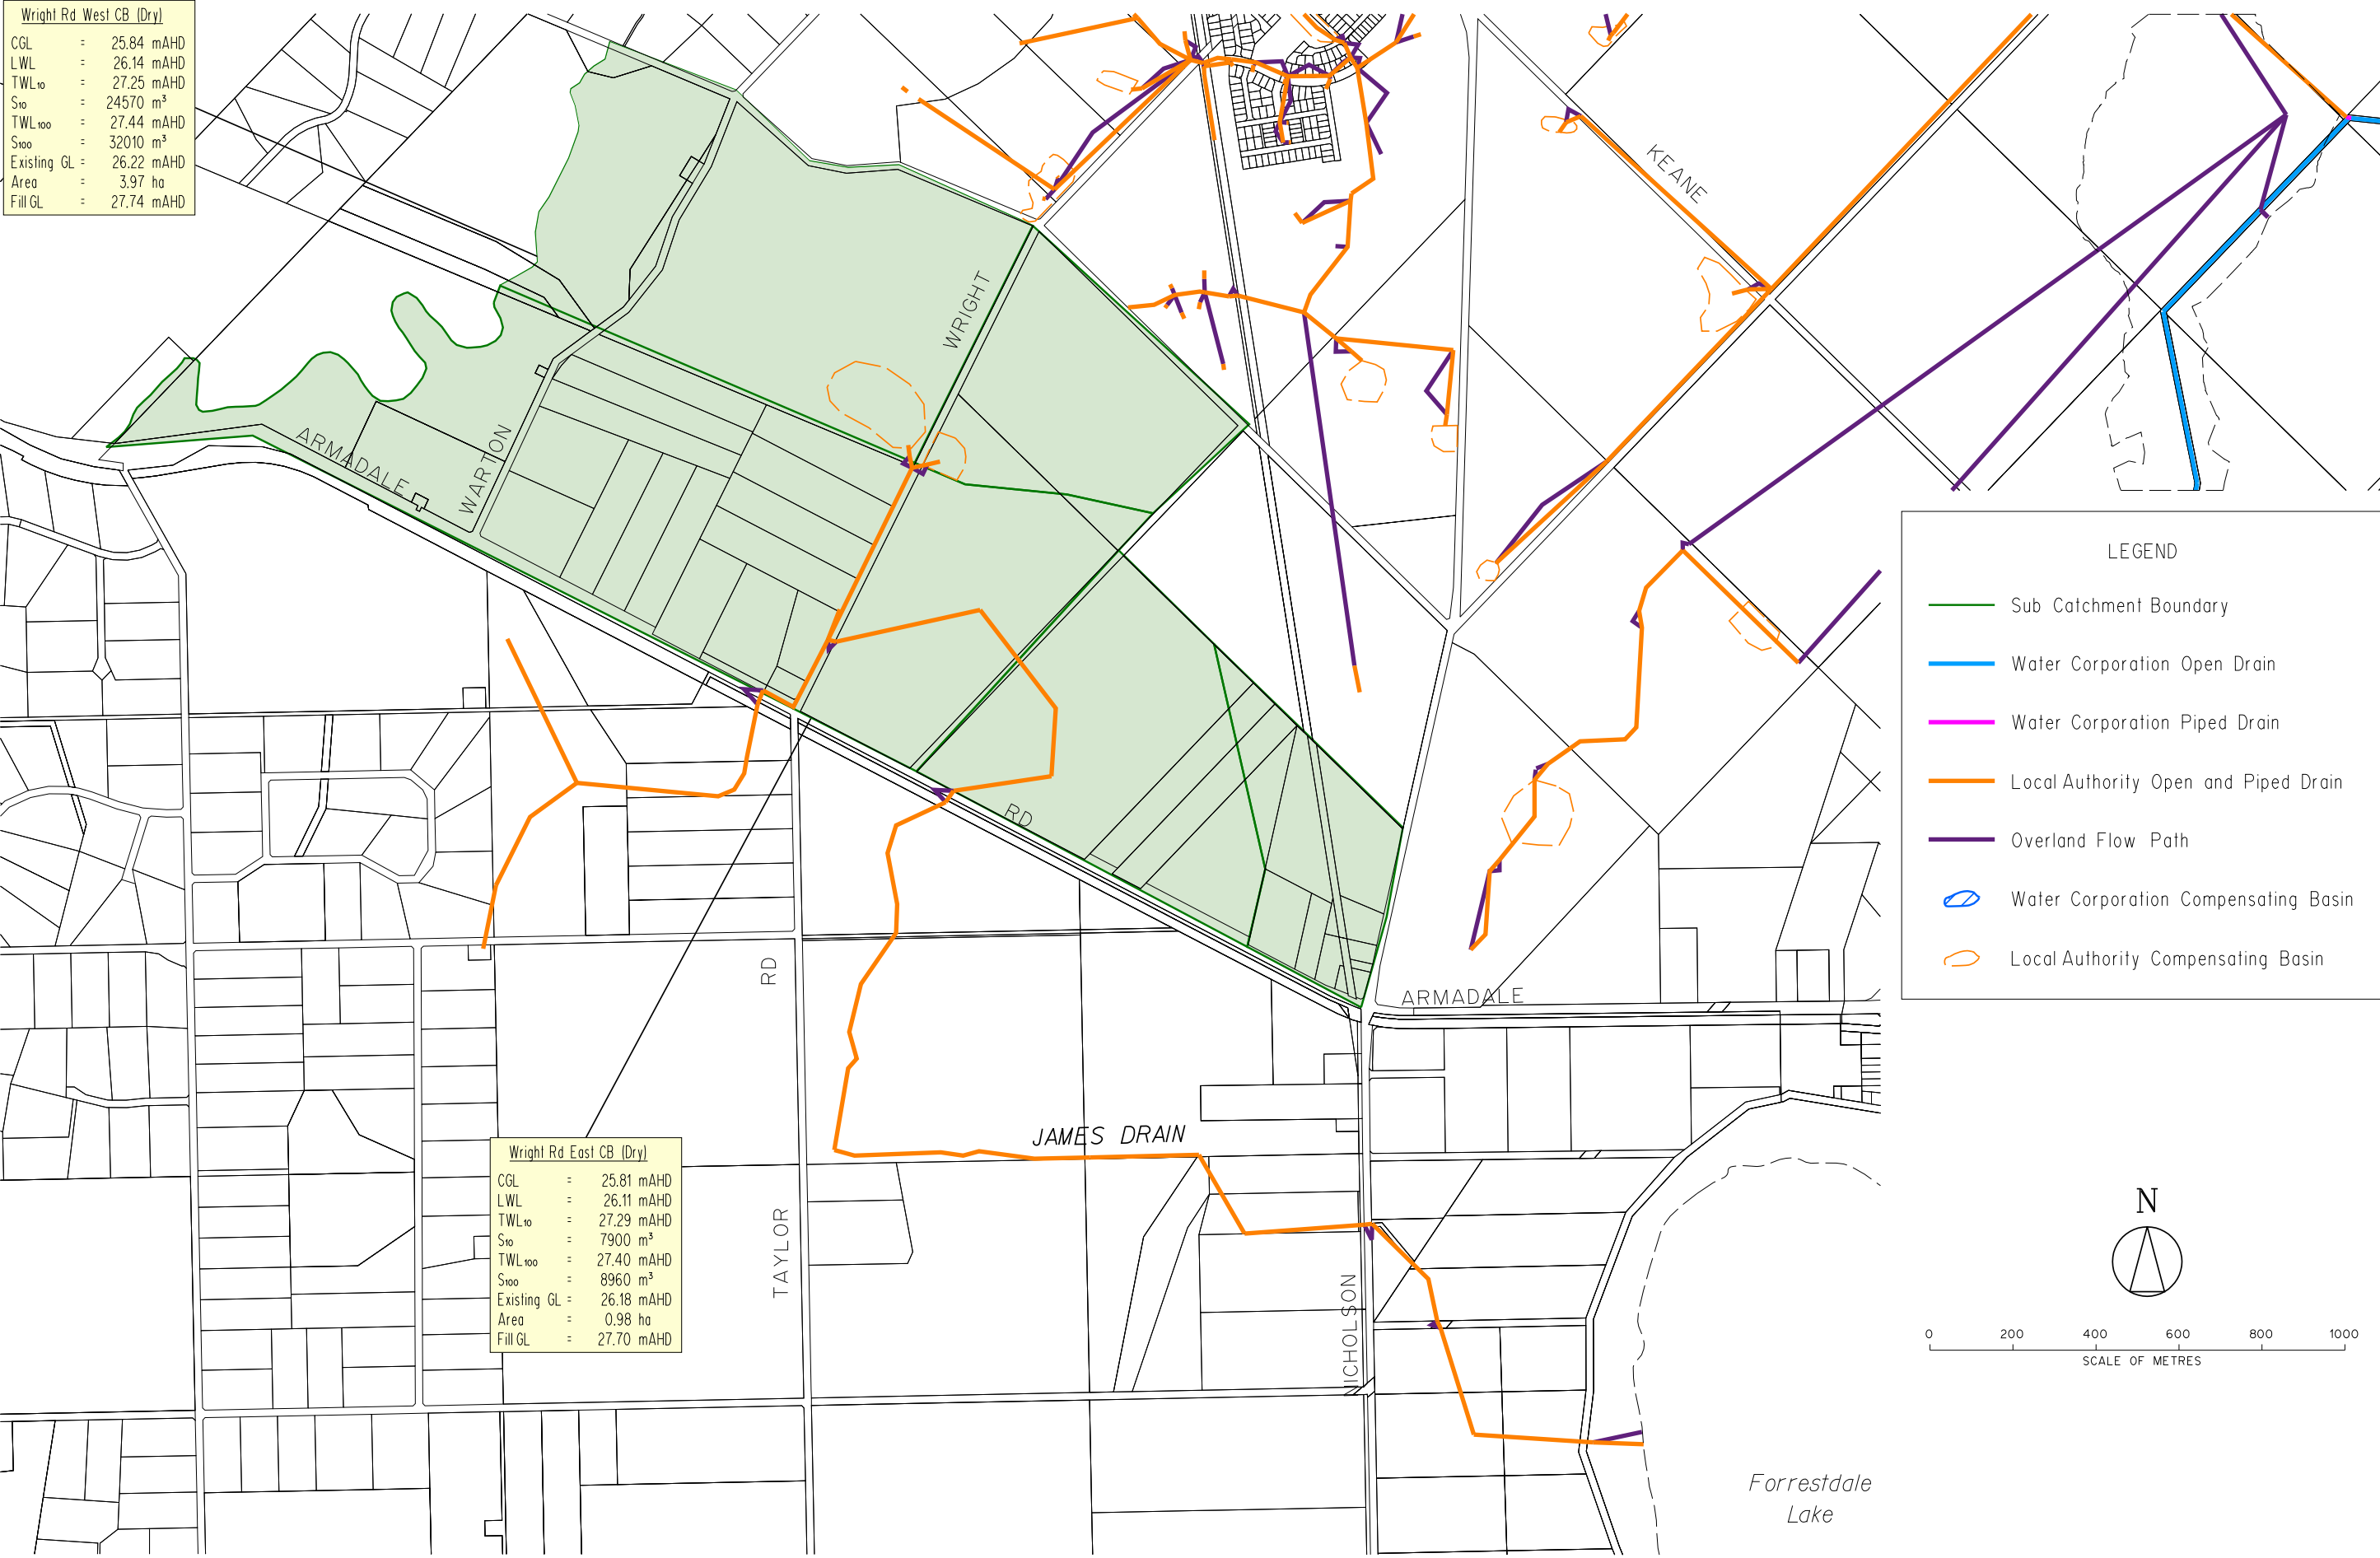 Wright Rd West CB (Dry)
CGL = 25.84 mAHD
LWL = 26.14 mAHD
TWL₁₀ = 27.25 mAHD
S₁₀ = 24570 m³
TWL₁₀₀ = 27.44 mAHD
S₁₀₀ = 32010 m³
Existing GL = 26.22 mAHD
Area = 3.97 ha
Fill GL = 27.74 mAHD
KEANE
WRIGHT
WARTON
ARMADALE
RD
ARMADALE
RD
TAYLOR
JAMES DRAIN
NICHOLSON
Wright Rd East CB (Dry)
CGL = 25.81 mAHD
LWL = 26.11 mAHD
TWL₁₀ = 27.29 mAHD
S₁₀ = 7900 m³
TWL₁₀₀ = 27.40 mAHD
S₁₀₀ = 8960 m³
Existing GL = 26.18 mAHD
Area = 0.98 ha
Fill GL = 27.70 mAHD
Forrestdale
Lake
LEGEND
Sub Catchment Boundary
Water Corporation Open Drain
Water Corporation Piped Drain
Local Authority Open and Piped Drain
Overland Flow Path
Water Corporation Compensating Basin
Local Authority Compensating Basin
N
0 200 400 600 800 1000
SCALE OF METRES